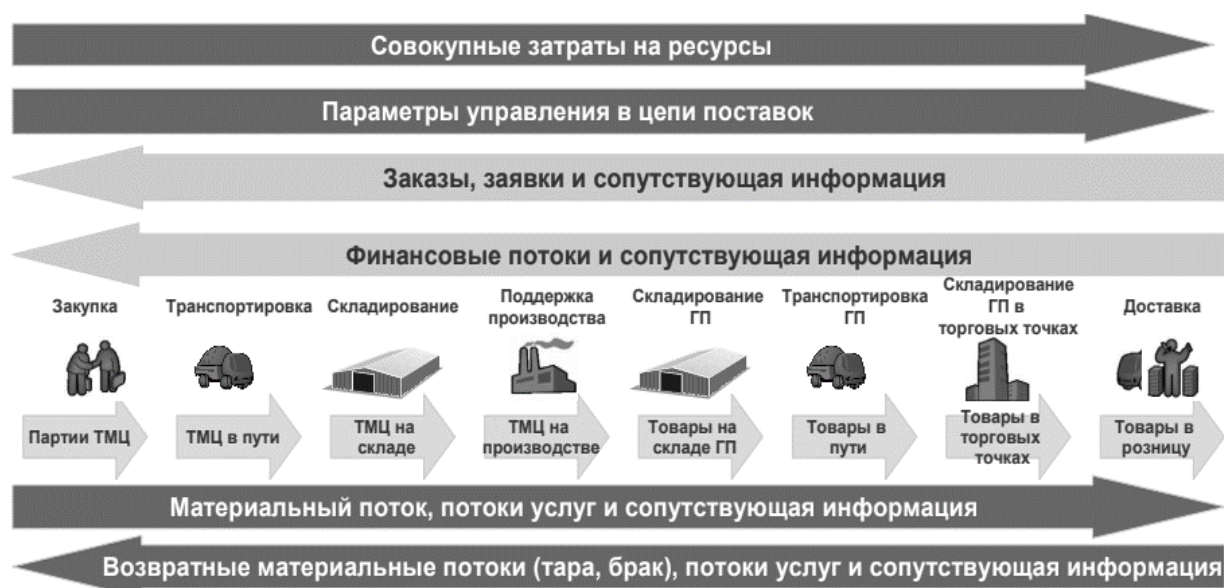 Совокупные затраты на ресурсы
Параметры управления в цепи поставок
Заказы, заявки и сопутствующая информация
Финансовые потоки и сопутствующая информация
Закупка
Транспортировка
Складирование
Поддержка
производства
Складирование
ГП
Транспортировка
ГП
Складирование
ГП в
торговых точках
Доставка
Партии ТМЦ
ТМЦ в пути
ТМЦ на
складе
ТМЦ на
производстве
Товары на
складе ГП
Товары в
пути
Товары в
торговых
точках
Товары в
розницу
Материальный поток, потоки услуг и сопутствующая информация
Возвратные материальные потоки (тара, брак), потоки услуг и сопутствующая информация